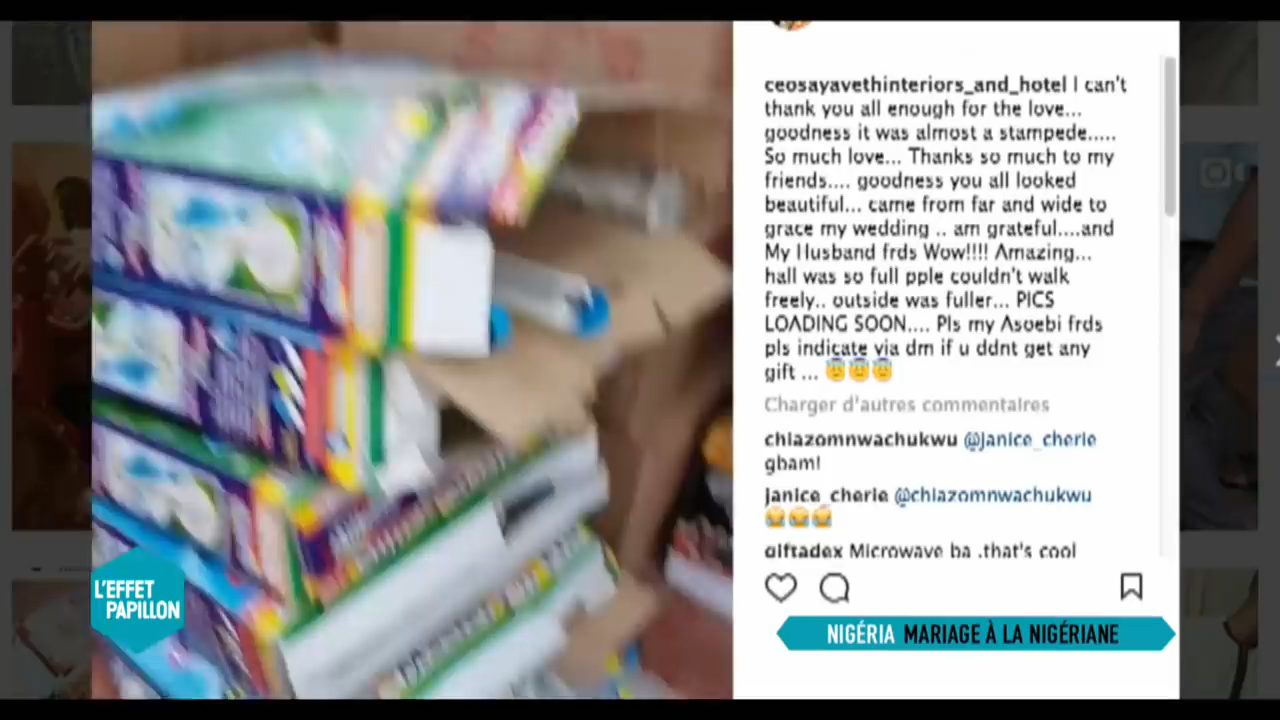 ceosayavethinteriors_and_hotel I can't
thank you all enough for the love...
goodness it was almost a stampede.....
So much love... Thanks so much to my
friends.... goodness you all looked
beautiful... came from far and wide to
grace my wedding .. am grateful....and
My Husband frds Wow!!!! Amazing...
hall was so full pple couldn't walk
freely.. outside was fuller... PICS
LOADING SOON.... Pls my Asoebi frds
pls indicate via dm if u ddnt get any
gift ... 😇😇😇
Charger d'autres commentaires
chiazomnwachukwu @janice_cherie
gbam!
janice_cherie @chiazomnwachukwu
😂😂😂
giftadex Microwave ba .that's cool
L'EFFET
PAPILLON
NIGÉRIA MARIAGE À LA NIGÉRIANE